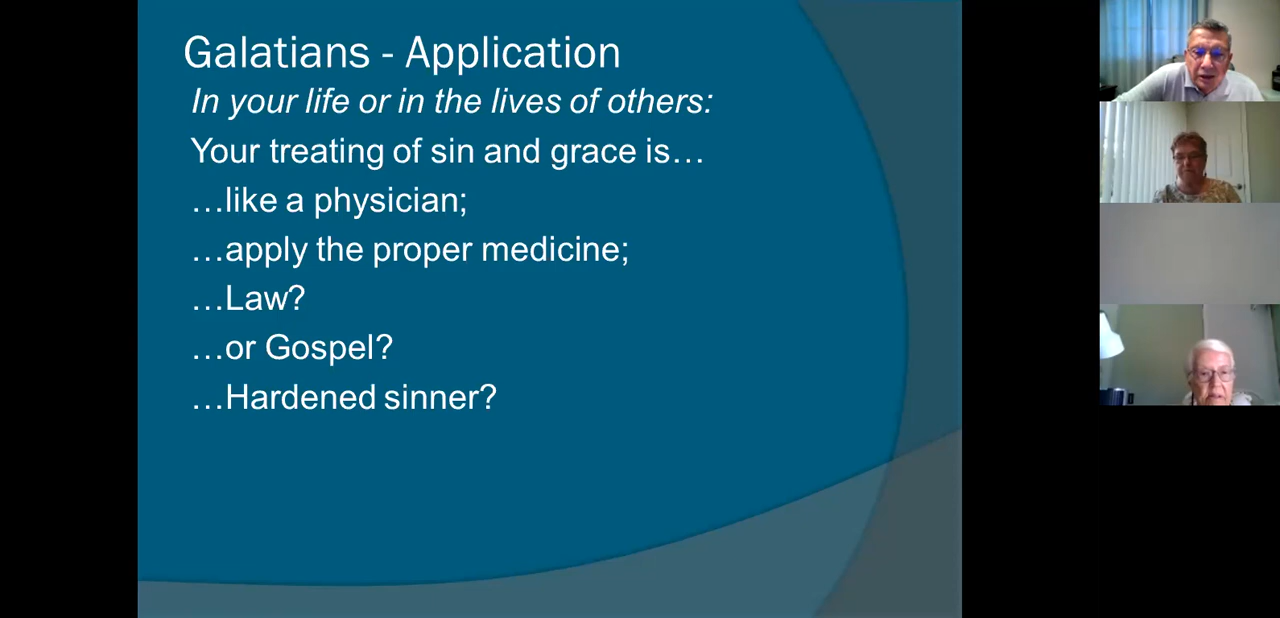 Galatians - Application
In your life or in the lives of others:
Your treating of sin and grace is…
…like a physician;
…apply the proper medicine;
…Law?
…or Gospel?
…Hardened sinner?